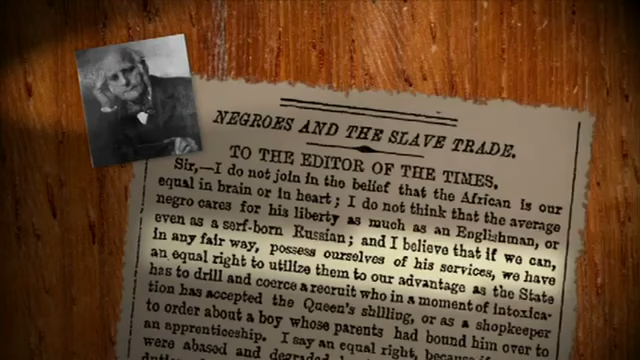 NEGROES AND THE SLAVE TRADE.
TO THE EDITOR OF THE TIMES.
Sir,—I do not join in the belief that the African is our
equal in brain or in heart; I do not think that the average
negro cares for his liberty as much as an Englishman, or
even as a serf-born Russian; and I believe that if we can,
in any fair way, possess ourselves of his services, we have
an equal right to utilize them to our advantage as the State
has to drill and coerce a recruit who in a moment of intoxica-
tion has accepted the Queen's shilling, or as a shopkeeper
to order about a boy whose parents had bound him over to
an apprenticeship. I say an equal right, because
were abased and degraded